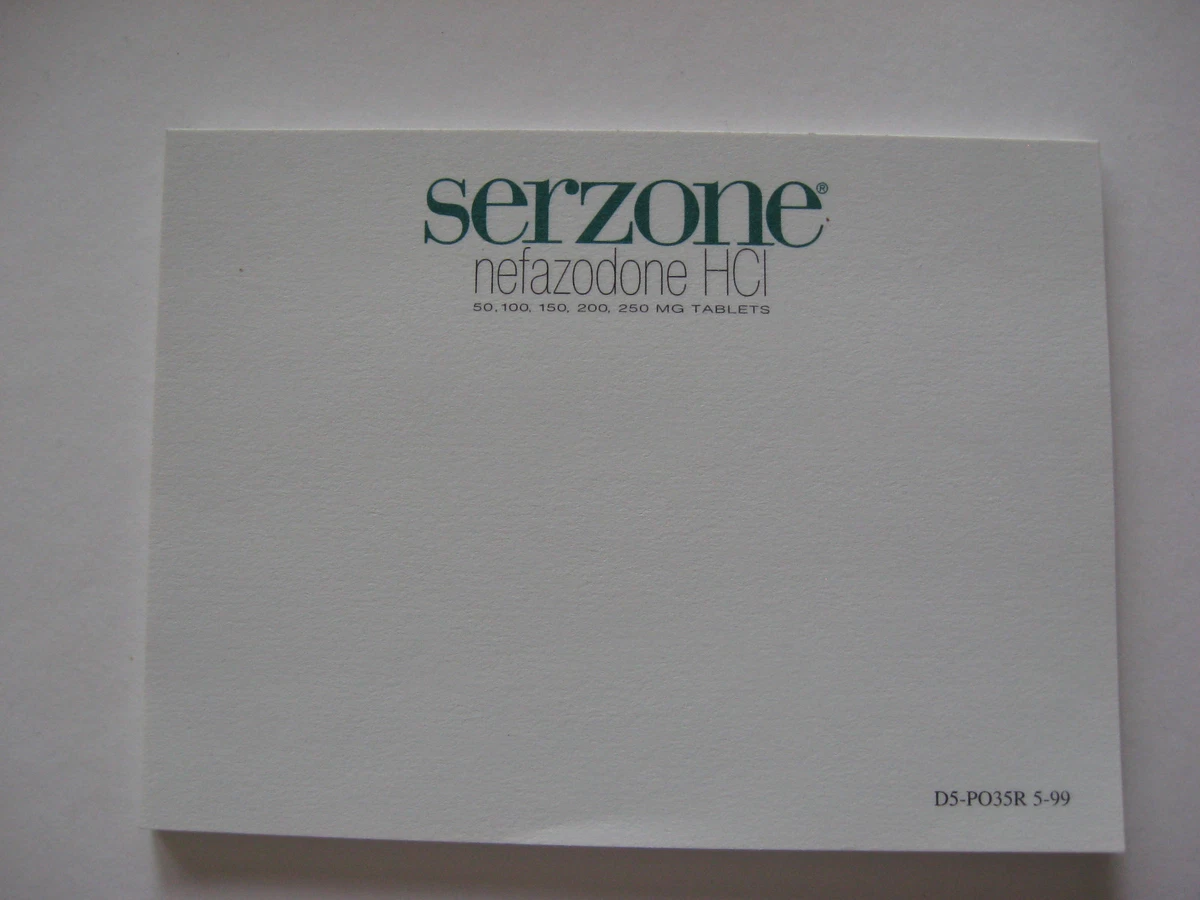 serzone®
nefazodone HCl
50, 100, 150, 200, 250 MG TABLETS
D5-PO35R 5-99